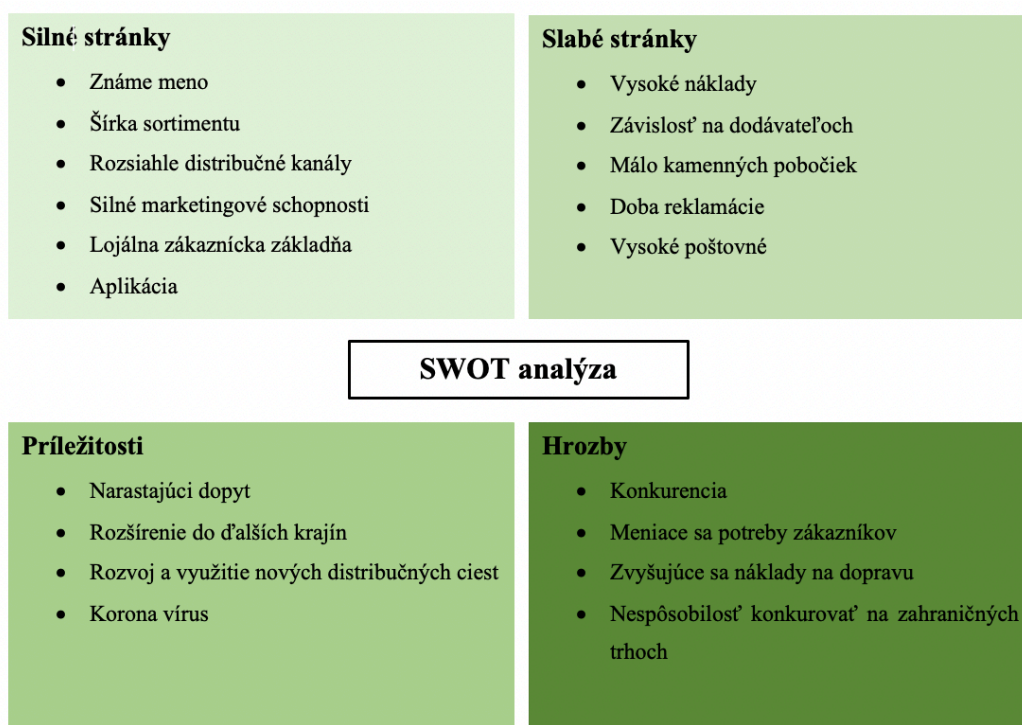 Silné stránky
• Známe meno
• Šírka sortimentu
• Rozsiahle distribučné kanály
• Silné marketingové schopnosti
• Lojálna zákaznícka základňa
• Aplikácia
Slabé stránky
• Vysoké náklady
• Závislosť na dodávateľoch
• Málo kamenných pobočiek
• Doba reklamácie
• Vysoké poštovné
SWOT analýza
Príležitosti
• Narastajúci dopyt
• Rozšírenie do ďalších krajín
• Rozvoj a využitie nových distribučných ciest
• Korona vírus
Hrozby
• Konkurencia
• Meniace sa potreby zákazníkov
• Zvyšujúce sa náklady na dopravu
• Nespôsobilosť konkurovať na zahraničných
trhoch